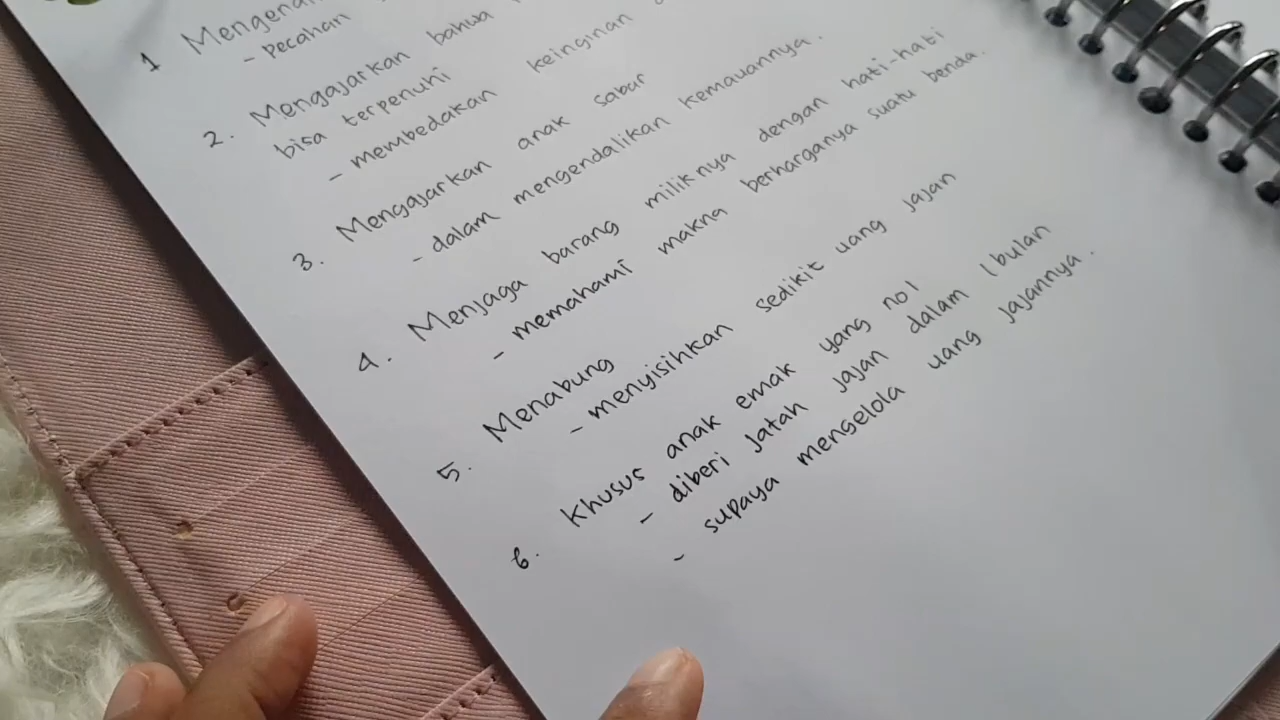 1 Mengenal
- Pecahan
2. Mengajarkan bahwa
bisa terpenuhi
- membedakan keinginan
3. Mengajarkan anak sabar
- dalam mengendalikan kemauannya.
4. Menjaga barang miliknya dengan hati-hati
- memahami makna berharganya suatu benda.
5. Menabung
- menyisihkan sedikit uang jajan
6. Khusus anak emak yang no 1
- diberi jatah jajan dalam 1 bulan
- supaya mengelola uang jajannya.